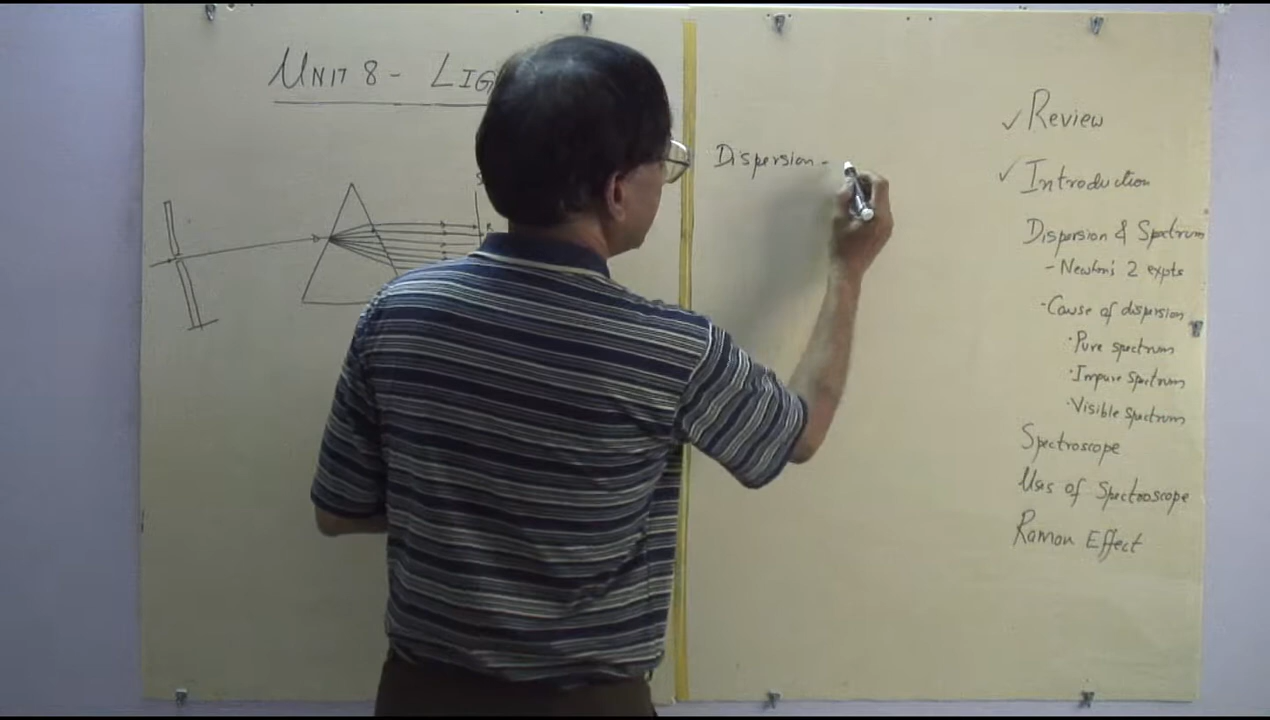 UNIT 8 - LIG
Dispersion -
✓ Review
✓ Introduction
Dispersion & Spectrum
- Newton's 2 expts
· Cause of dispersion
· Pure spectrum
· Impure spectrum
· Visible spectrum
Spectroscope
Uses of Spectroscope
Raman Effect